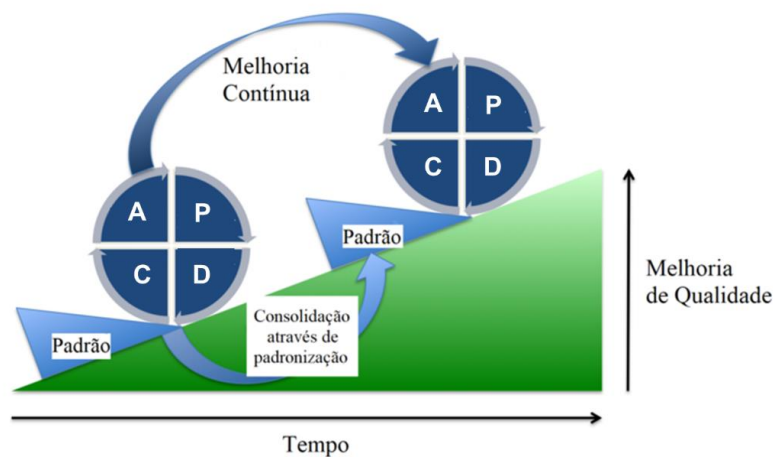 Melhoria
Contínua
A P
C D
A P
C D
Padrão
Padrão
Consolidação
através de
padronização
Melhoria
de Qualidade
Tempo